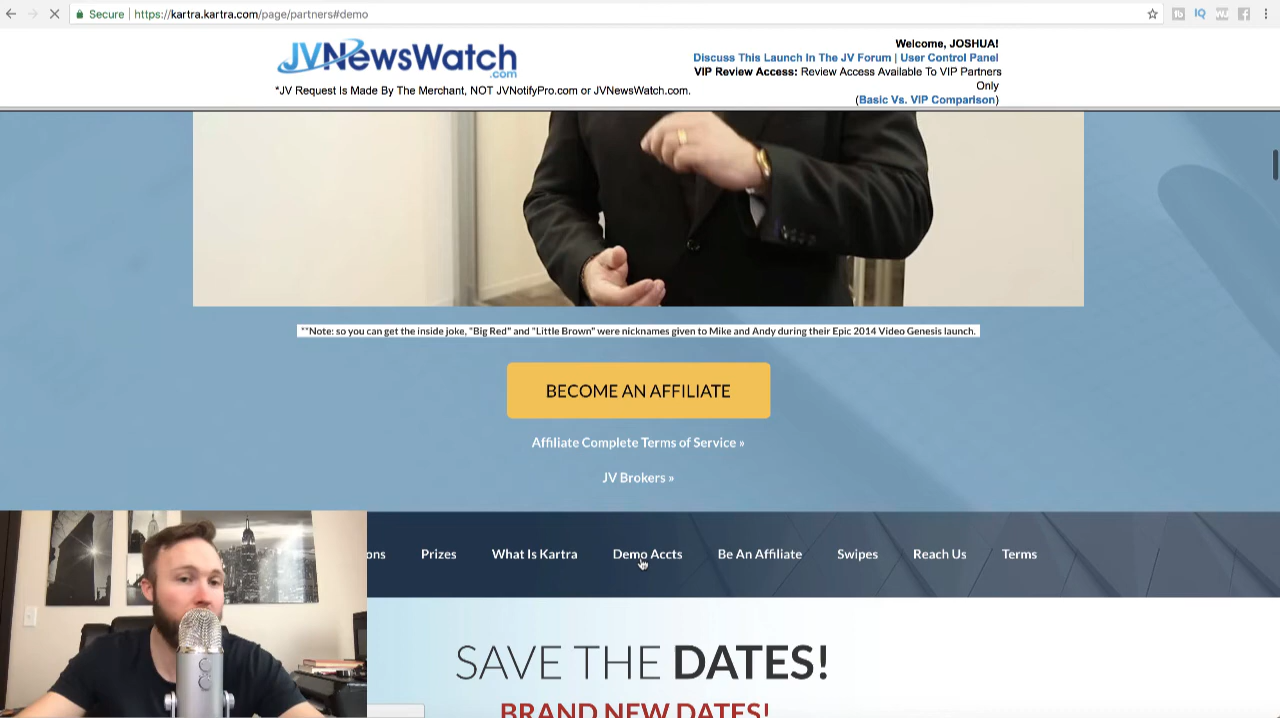 Secure
https://kartra.kartra.com/page/partners#demo
JVNewsWatch
.com
*JV Request Is Made By The Merchant, NOT JVNotifyPro.com or JVNewsWatch.com.
Welcome, JOSHUA!
Discuss This Launch In The JV Forum | User Control Panel
VIP Review Access: Review Access Available To VIP Partners
Only
(Basic Vs. VIP Comparison)
**Note: so you can get the inside joke, "Big Red" and "Little Brown" were nicknames given to Mike and Andy during their Epic 2014 Video Genesis launch.
BECOME AN AFFILIATE
Affiliate Complete Terms of Service »
JV Brokers »
ons Prizes What Is Kartra Demo Accts Be An Affiliate Swipes Reach Us Terms
SAVE THE DATES!
BRAND NEW DATES!